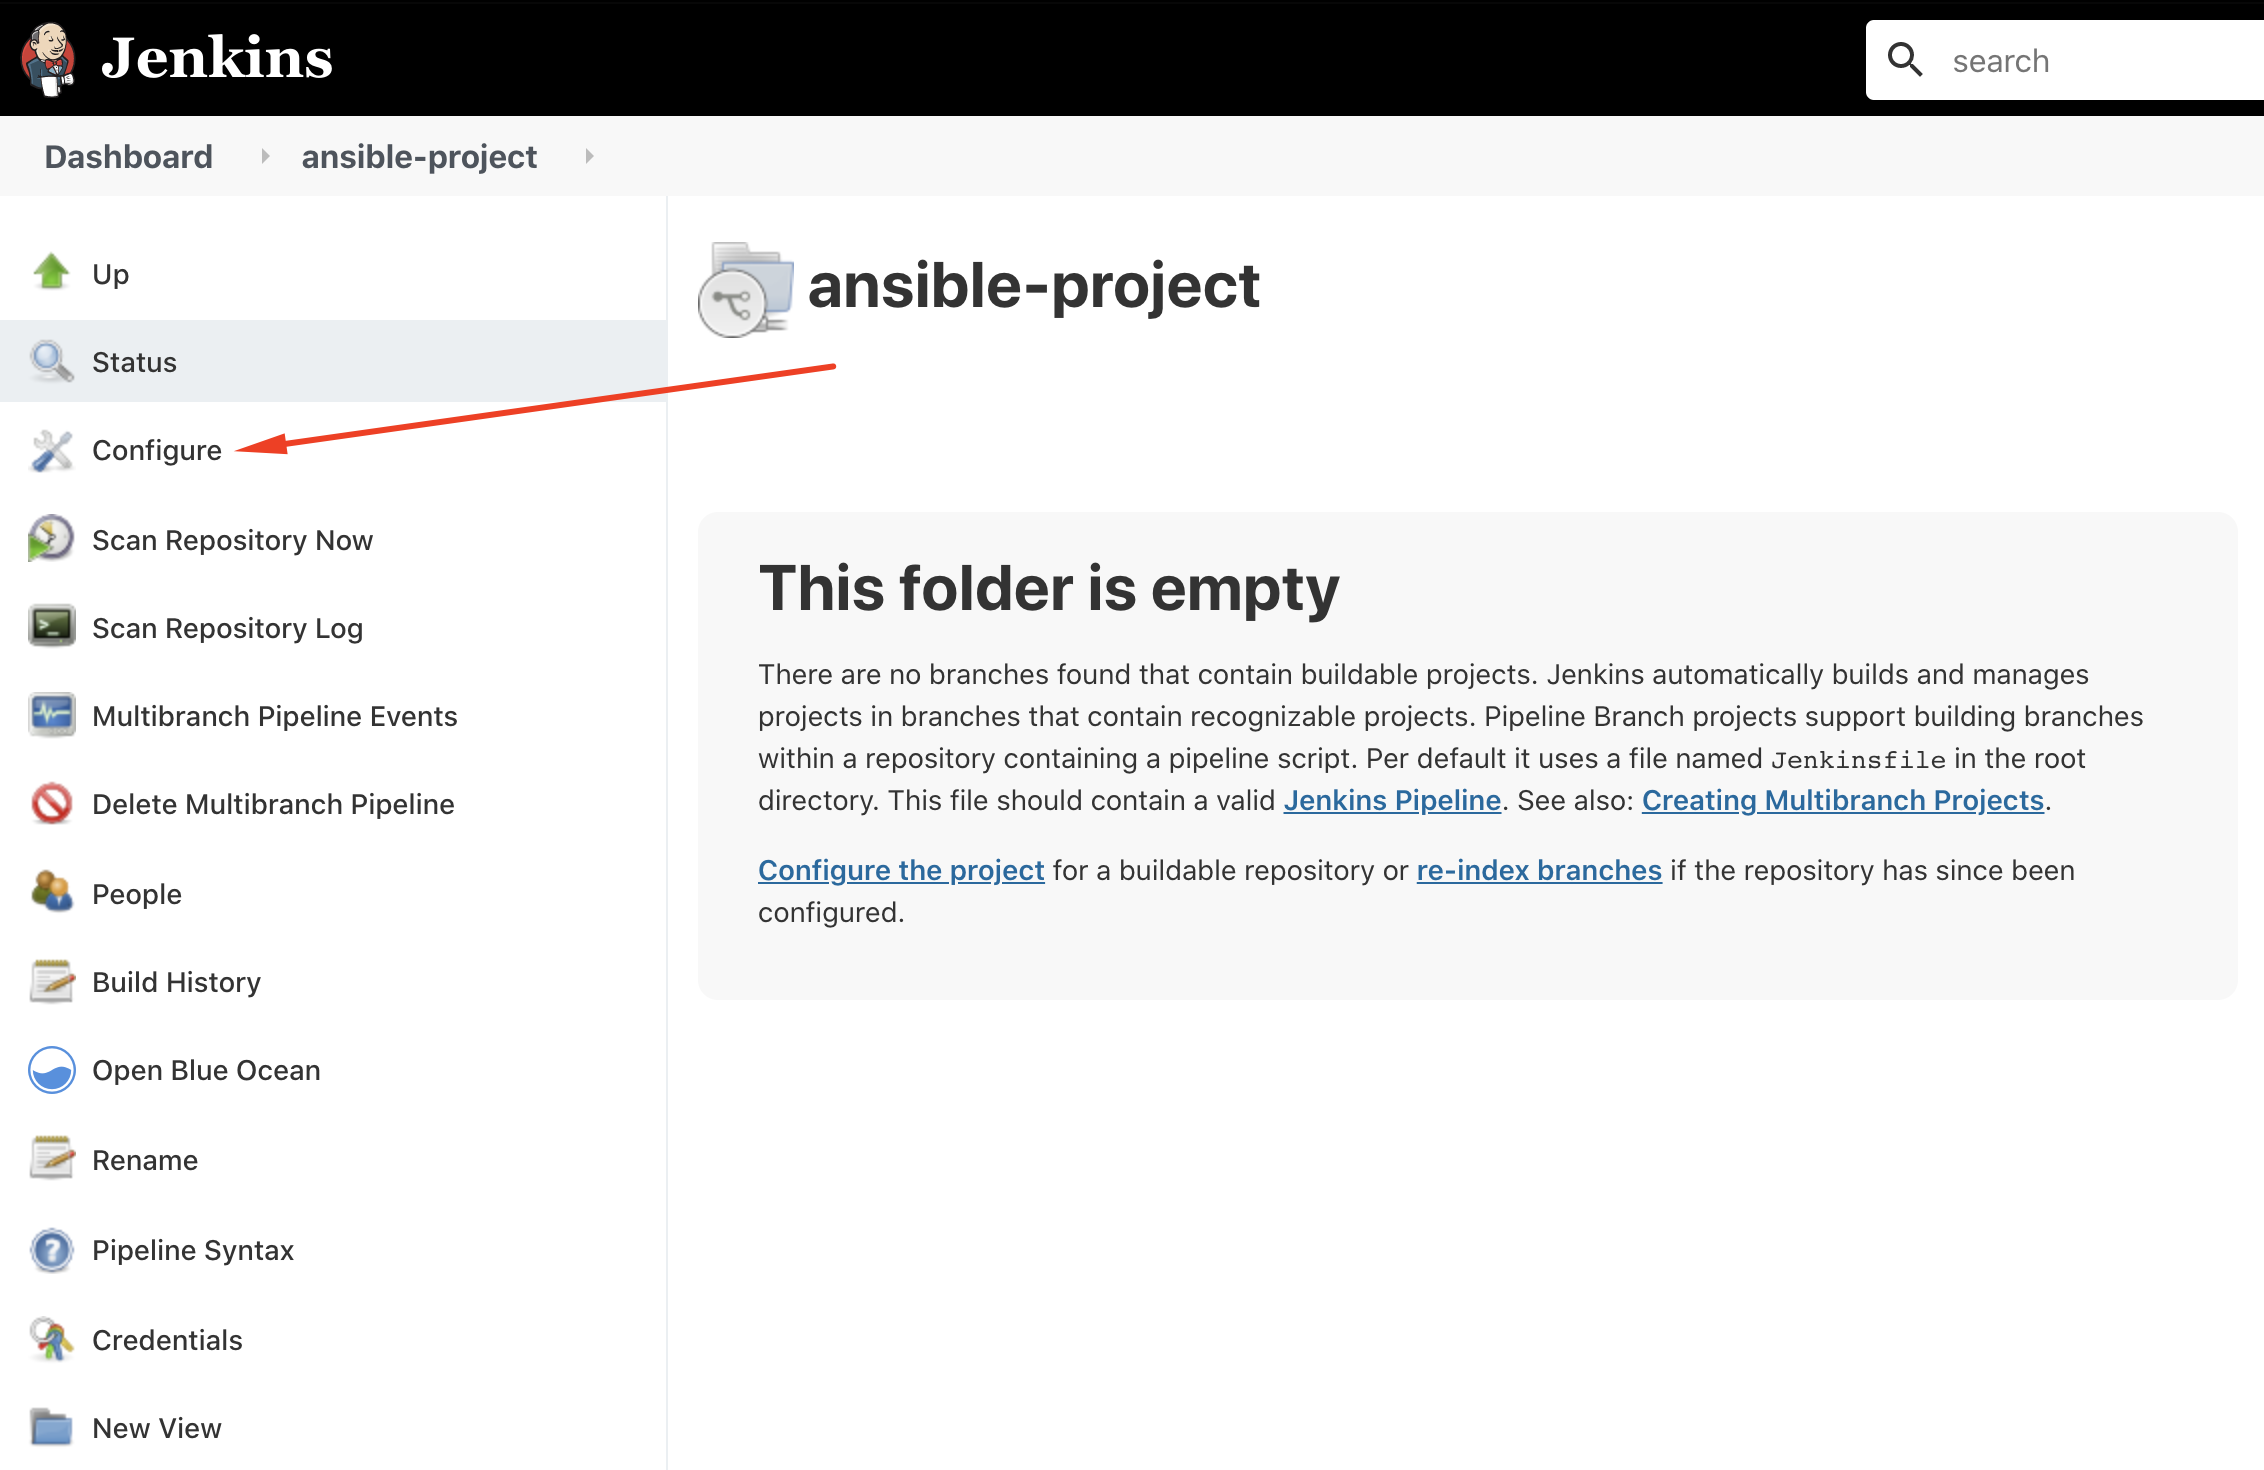 Jenkins
search
Dashboard
ansible-project
Up
Status
Configure
Scan Repository Now
Scan Repository Log
Multibranch Pipeline Events
Delete Multibranch Pipeline
People
Build History
Open Blue Ocean
Rename
Pipeline Syntax
Credentials
New View
ansible-project
This folder is empty
There are no branches found that contain buildable projects. Jenkins automatically builds and manages
projects in branches that contain recognizable projects. Pipeline Branch projects support building branches
within a repository containing a pipeline script. Per default it uses a file named Jenkinsfile in the root
directory. This file should contain a valid Jenkins Pipeline. See also: Creating Multibranch Projects.
Configure the project for a buildable repository or re-index branches if the repository has since been
configured.